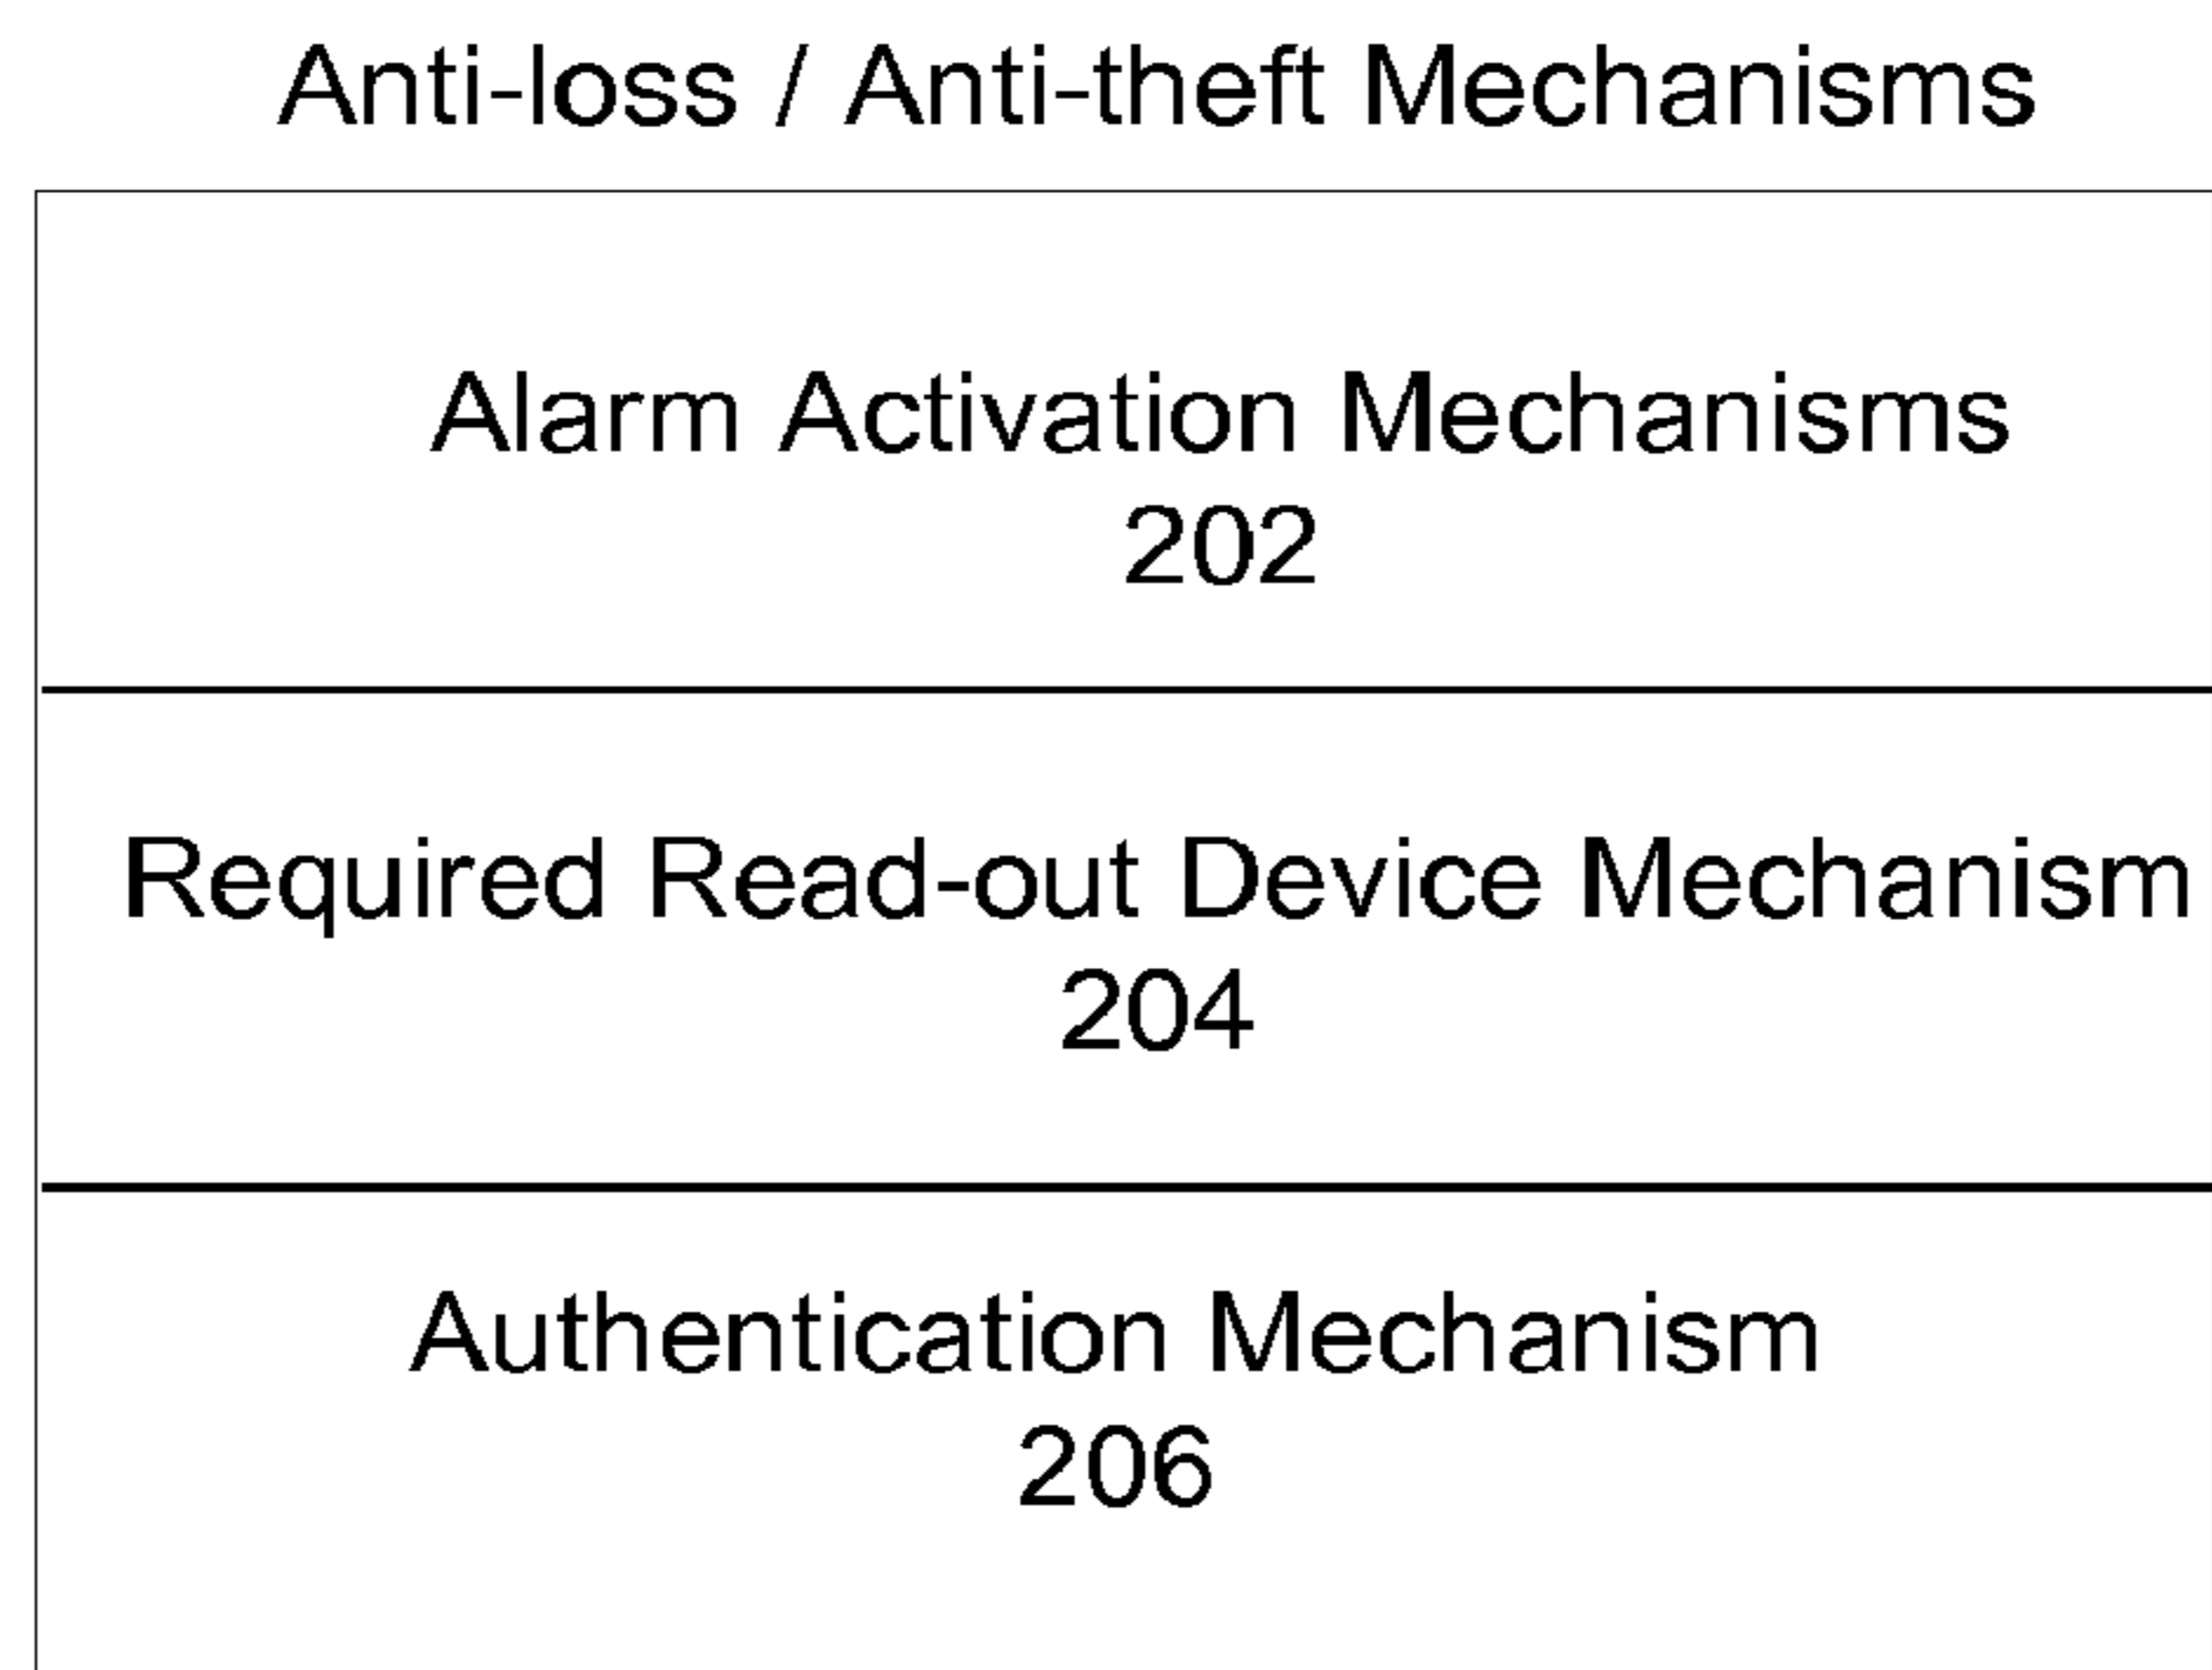 Anti-loss / Anti-theft Mechanisms
Alarm Activation Mechanisms
202
Required Read-out Device Mechanism
204
Authentication Mechanism
206